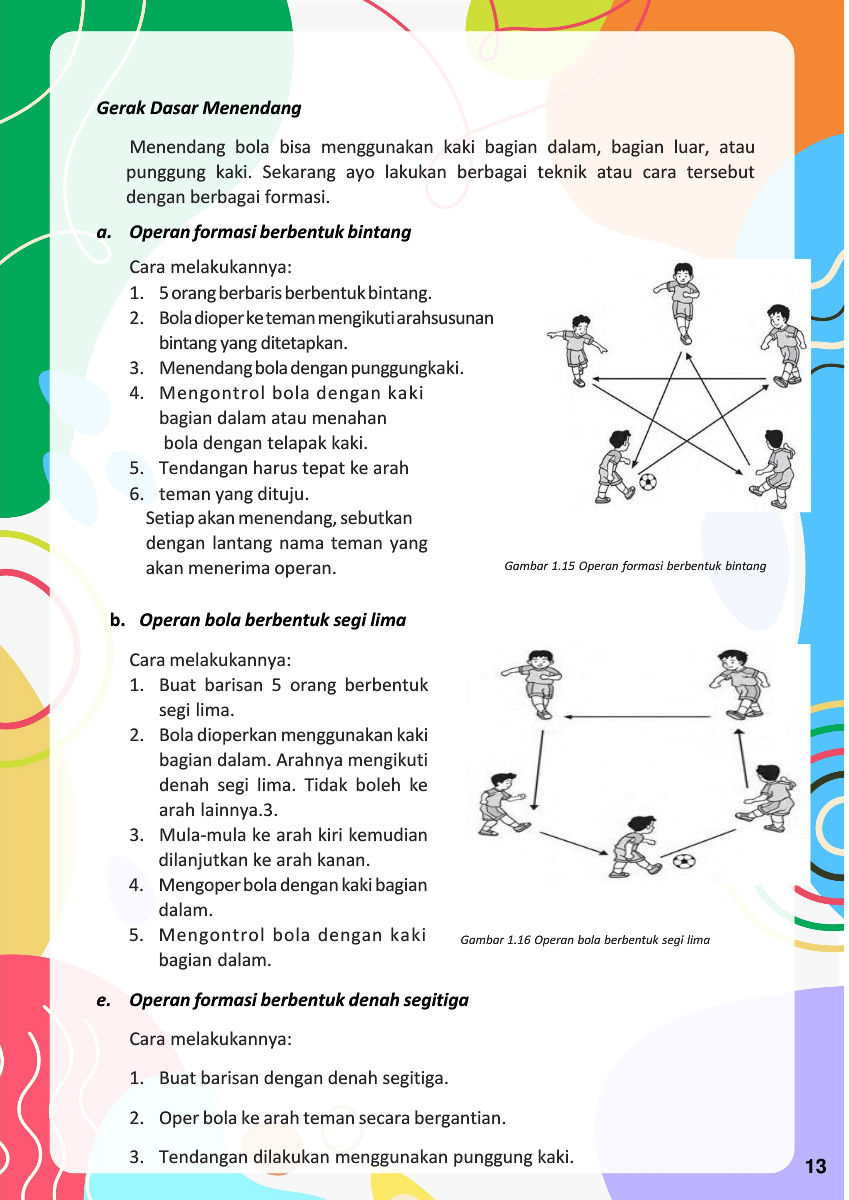 Gerak Dasar Menendang
Menendang bola bisa menggunakan kaki bagian dalam, bagian luar, atau
punggung kaki. Sekarang ayo lakukan berbagai teknik atau cara tersebut
dengan berbagai formasi.
a. Operan formasi berbentuk bintang
Cara melakukannya:
1. 5 orang berbaris berbentuk bintang.
2. Bola dioper ke teman mengikuti arah susunan
bintang yang ditetapkan.
3. Menendang bola dengan punggungkaki.
4. Mengontrol bola dengan kaki
bagian dalam atau menahan
bola dengan telapak kaki.
5. Tendangan harus tepat ke arah
6. teman yang dituju.
Setiap akan menendang, sebutkan
dengan lantang nama teman yang
akan menerima operan.
Gambar 1.15 Operan formasi berbentuk bintang
b. Operan bola berbentuk segi lima
Cara melakukannya:
1. Buat barisan 5 orang berbentuk
segi lima.
2. Bola dioperkan menggunakan kaki
bagian dalam. Arahnya mengikuti
denah segi lima. Tidak boleh ke
arah lainnya.3.
3. Mula-mula ke arah kiri kemudian
dilanjutkan ke arah kanan.
4. Mengoper bola dengan kaki bagian
dalam.
5. Mengontrol bola dengan kaki
bagian dalam.
Gambar 1.16 Operan bola berbentuk segi lima
e. Operan formasi berbentuk denah segitiga
Cara melakukannya:
1. Buat barisan dengan denah segitiga.
2. Oper bola ke arah teman secara bergantian.
3. Tendangan dilakukan menggunakan punggung kaki.
13